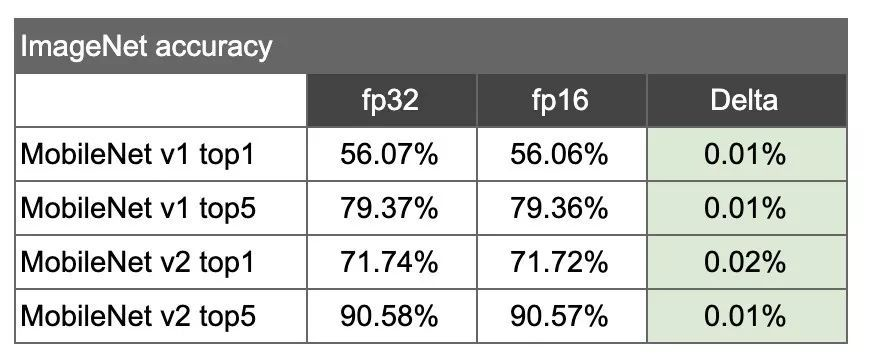 ImageNet accuracy
fp32 fp16 Delta
MobileNet v1 top1 56.07% 56.06% 0.01%
MobileNet v1 top5 79.37% 79.36% 0.01%
MobileNet v2 top1 71.74% 71.72% 0.02%
MobileNet v2 top5 90.58% 90.57% 0.01%